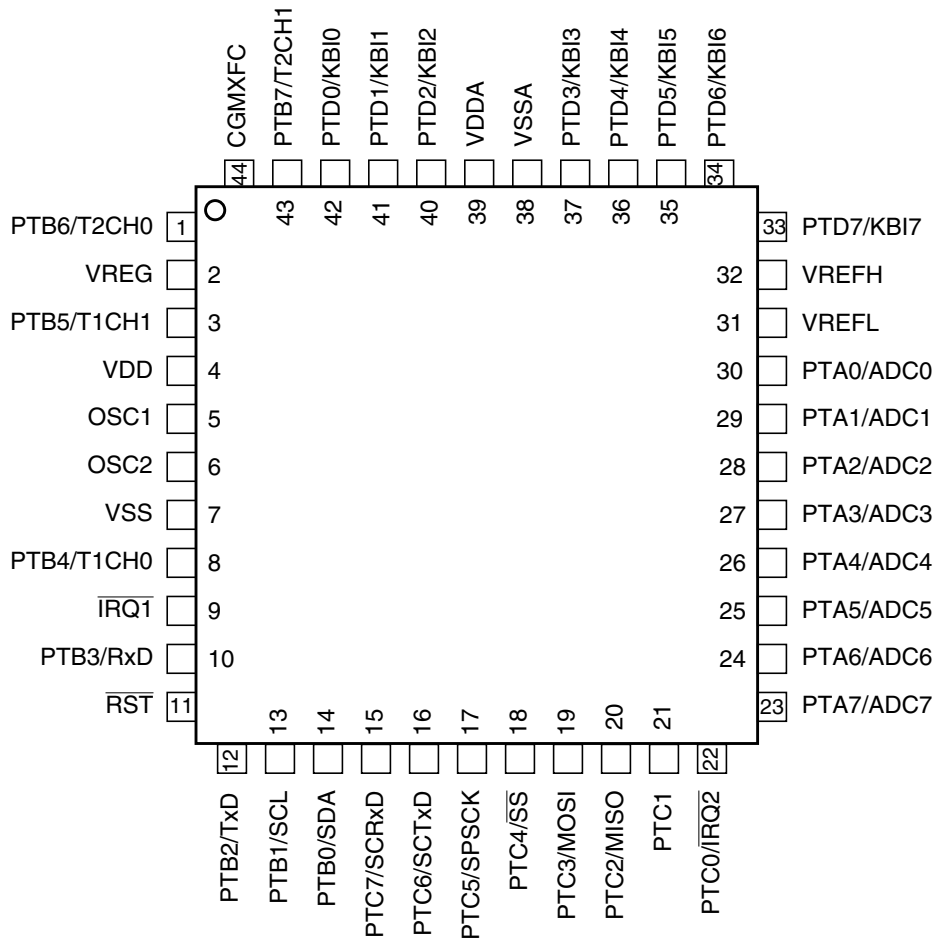 CGMXFC
PTB7/T2CH1
PTD0/KBI0
PTD1/KBI1
PTD2/KBI2
VDDA
VSSA
PTD3/KBI3
PTD4/KBI4
PTD5/KBI5
PTD6/KBI6
44
43
42
41
40
39
38
37
36
35
34
PTB6/T2CH0 1
VREG 2
PTB5/T1CH1 3
VDD 4
OSC1 5
OSC2 6
VSS 7
PTB4/T1CH0 8
I̅R̅Q̅1̅ 9
PTB3/RxD 10
R̅S̅T̅ 11
33 PTD7/KBI7
32 VREFH
31 VREFL
30 PTA0/ADC0
29 PTA1/ADC1
28 PTA2/ADC2
27 PTA3/ADC3
26 PTA4/ADC4
25 PTA5/ADC5
24 PTA6/ADC6
23 PTA7/ADC7
12
13
14
15
16
17
18
19
20
21
22
PTB2/TxD
PTB1/SCL
PTB0/SDA
PTC7/SCRxD
PTC6/SCTxD
PTC5/SPSCK
PTC4/S̅S̅
PTC3/MOSI
PTC2/MISO
PTC1
PTC0/I̅R̅Q̅2̅